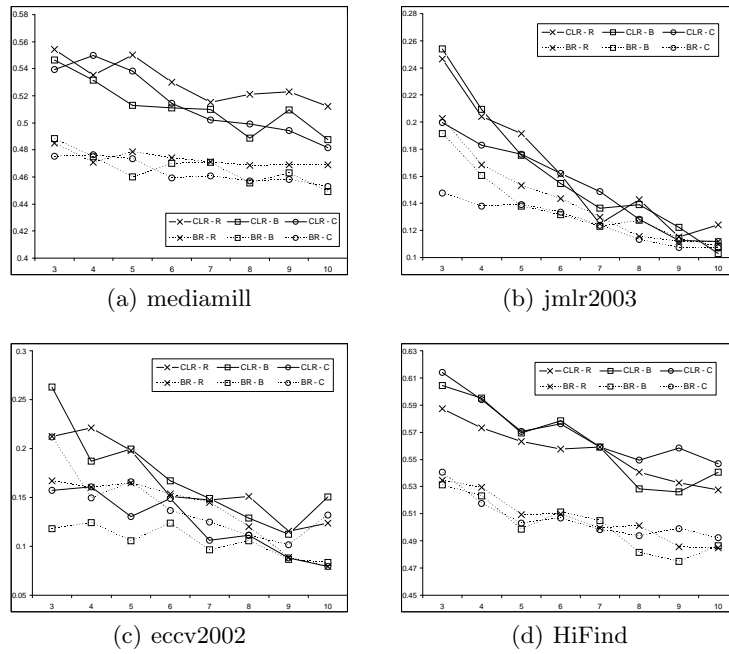 0.58
0.56
0.54
0.52
0.5
0.48
0.46
0.44
0.42
0.4
CLR - R CLR - B CLR - C
BR - R BR - B BR - C
3 4 5 6 7 8 9 10
(a) mediamill
0.28
0.26
0.24
0.22
0.2
0.18
0.16
0.14
0.12
0.1
CLR - R CLR - B CLR - C
BR - R BR - B BR - C
3 4 5 6 7 8 9 10
(b) jmlr2003
0.3
0.25
0.2
0.15
0.1
0.05
CLR - R CLR - B CLR - C
BR - R BR - B BR - C
3 4 5 6 7 8 9 10
(c) eccv2002
0.63
0.61
0.59
0.57
0.55
0.53
0.51
0.49
0.47
0.45
CLR - R CLR - B CLR - C
BR - R BR - B BR - C
3 4 5 6 7 8 9 10
(d) HiFind